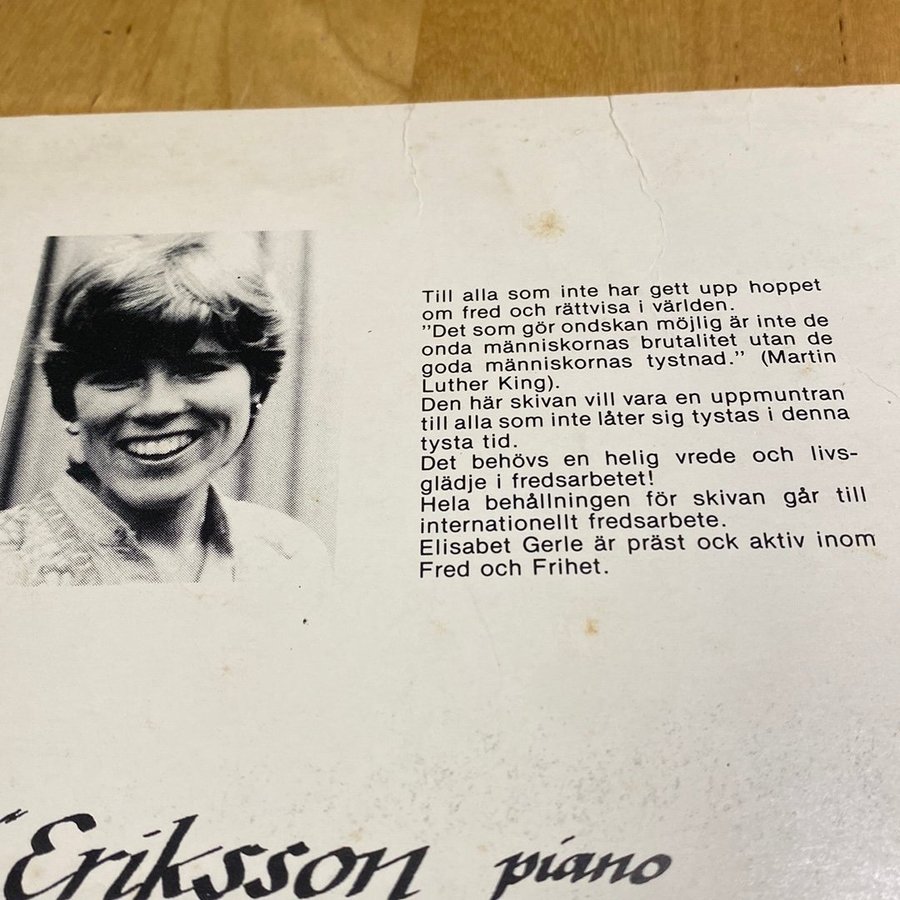 Till alla som inte har gett upp hoppet
om fred och rättvisa i världen.
”Det som gör ondskan möjlig är inte de
onda människornas brutalitet utan de
goda människornas tystnad.” (Martin
Luther King).
Den här skivan vill vara en uppmuntran
till alla som inte låter sig tystas i denna
tysta tid.
Det behövs en helig vrede och livs-
glädje i fredsarbetet!
Hela behållningen för skivan går till
internationellt fredsarbete.
Elisabet Gerle är präst ock aktiv inom
Fred och Frihet.
Eriksson piano